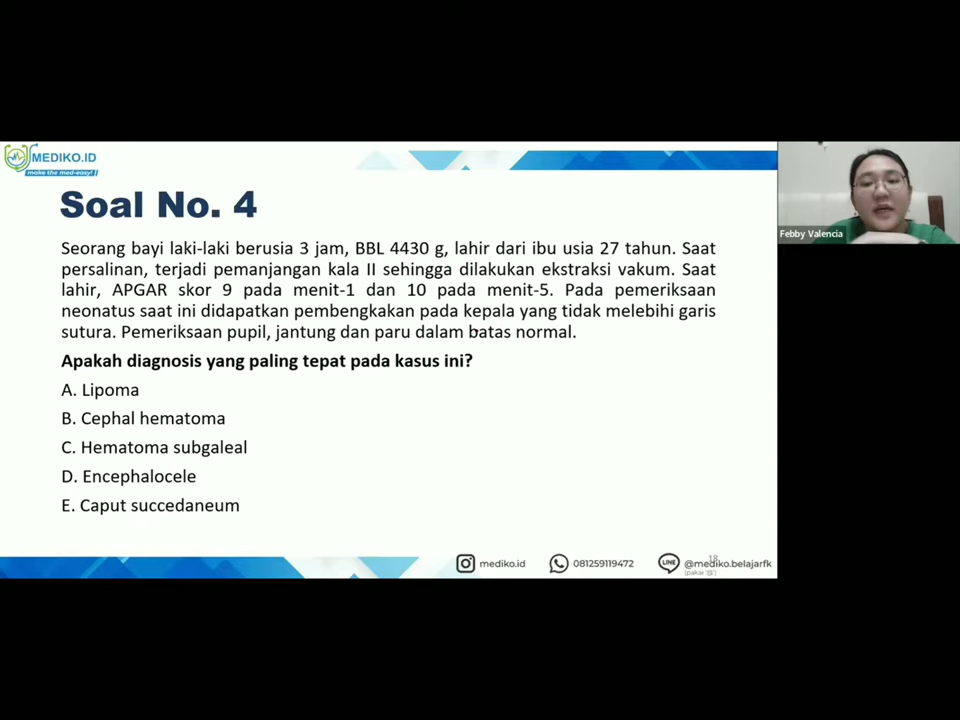 MEDIKO.ID
make the med-easy!
Soal No. 4
Seorang bayi laki-laki berusia 3 jam, BBL 4430 g, lahir dari ibu usia 27 tahun. Saat
persalinan, terjadi pemanjangan kala II sehingga dilakukan ekstraksi vakum. Saat
lahir, APGAR skor 9 pada menit-1 dan 10 pada menit-5. Pada pemeriksaan
neonatus saat ini didapatkan pembengkakan pada kepala yang tidak melebihi garis
sutura. Pemeriksaan pupil, jantung dan paru dalam batas normal.
Apakah diagnosis yang paling tepat pada kasus ini?
A. Lipoma
B. Cephal hematoma
C. Hematoma subgaleal
D. Encephalocele
E. Caput succedaneum
Febby Valencia
18
mediko.id
081259119472
LINE
@mediko.belajarfk
(pakai '@')